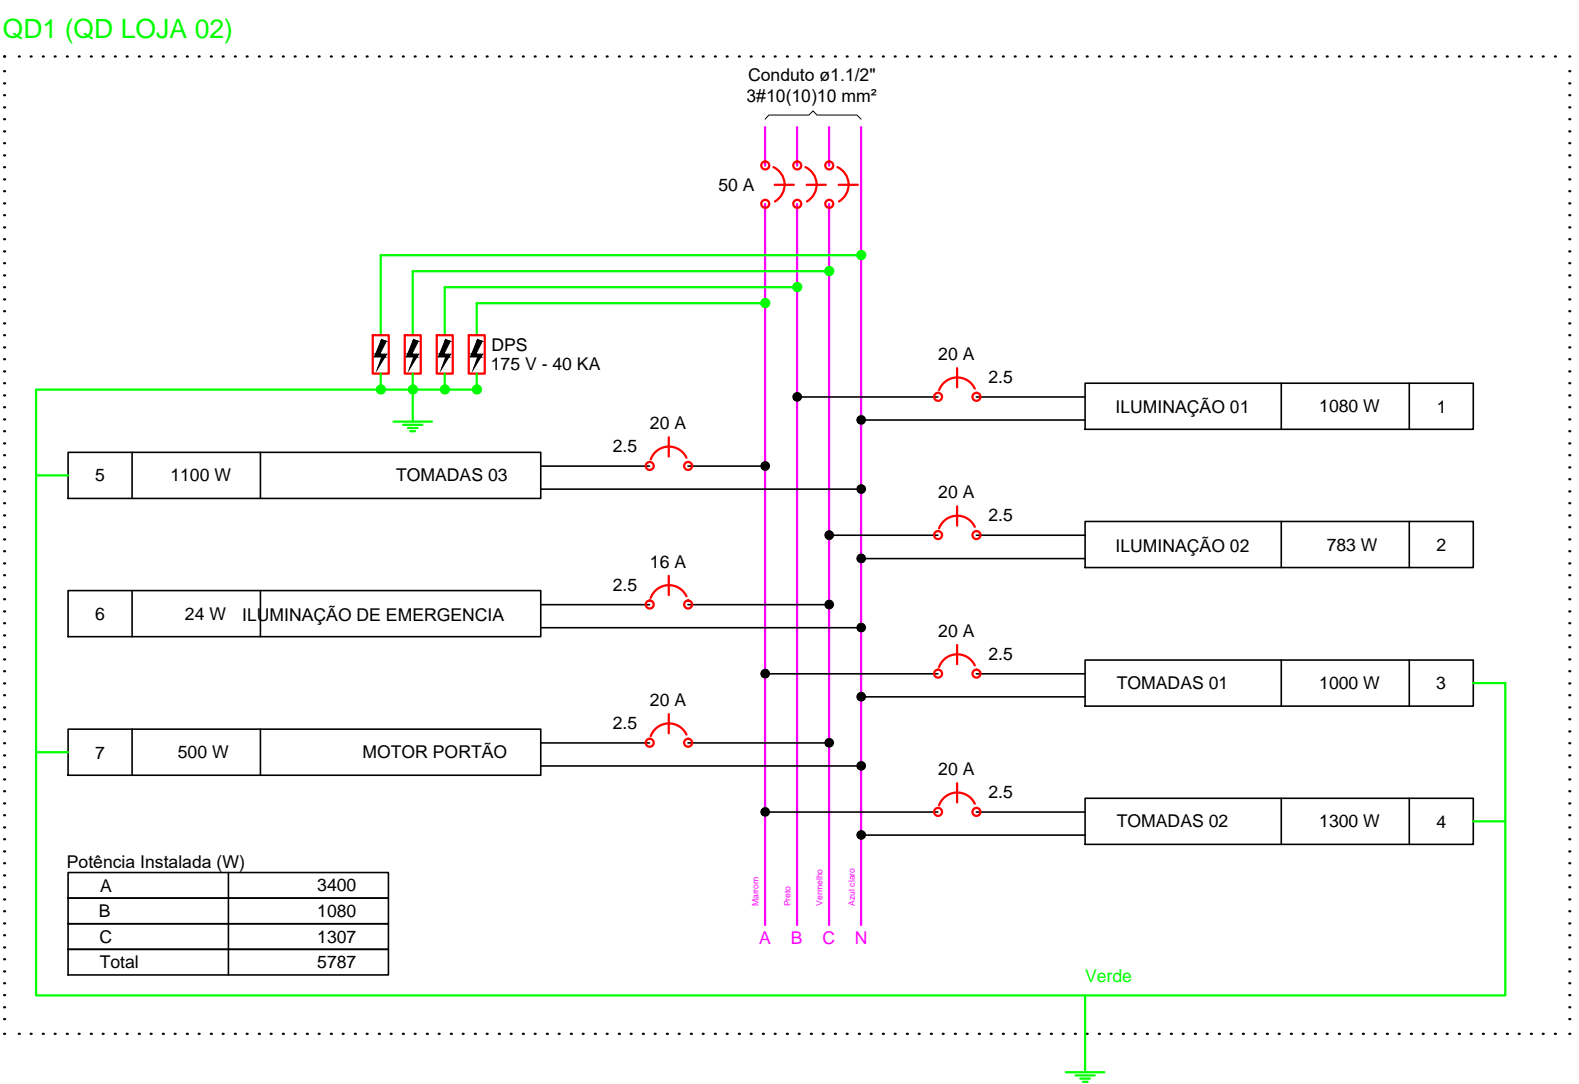 QD1 (QD LOJA 02)
Conduto ø1.1/2"
3#10(10)10 mm²
50 A
DPS
175 V - 40 KA
20 A
2.5
ILUMINAÇÃO 01 1080 W 1
20 A
2.5
5 1100 W TOMADAS 03
20 A
2.5
ILUMINAÇÃO 02 783 W 2
16 A
2.5
6 24 W ILUMINAÇÃO DE EMERGENCIA
20 A
2.5
TOMADAS 01 1000 W 3
20 A
2.5
7 500 W MOTOR PORTÃO
20 A
2.5
TOMADAS 02 1300 W 4
Potência Instalada (W)
A 3400
B 1080
C 1307
Total 5787
Marrom
Preto
Vermelho
Azul claro
A B C N
Verde